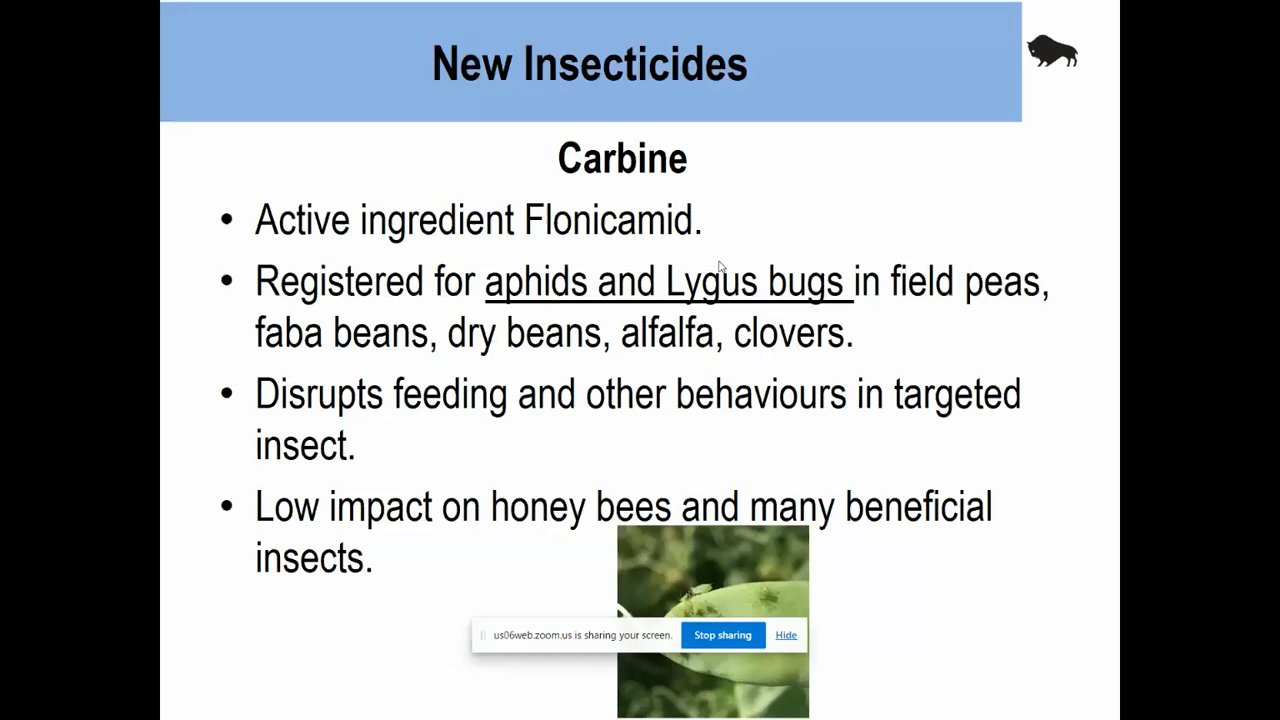 New Insecticides
Carbine
• Active ingredient Flonicamid.
• Registered for aphids and Lygus bugs in field peas,
faba beans, dry beans, alfalfa, clovers.
• Disrupts feeding and other behaviours in targeted
insect.
• Low impact on honey bees and many beneficial
insects.
us06web.zoom.us is sharing your screen. Stop sharing Hide